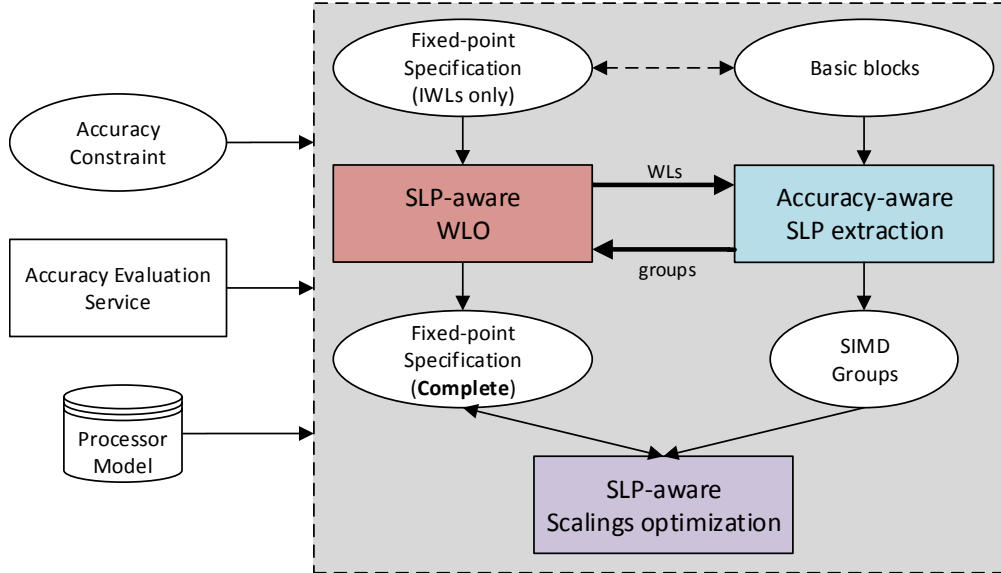 Fixed-point
Specification
(IWLs only)
Basic blocks
Accuracy
Constraint
SLP-aware
WLO
WLs
groups
Accuracy-aware
SLP extraction
Accuracy Evaluation
Service
Fixed-point
Specification
(Complete)
SIMD
Groups
Processor
Model
SLP-aware
Scalings optimization